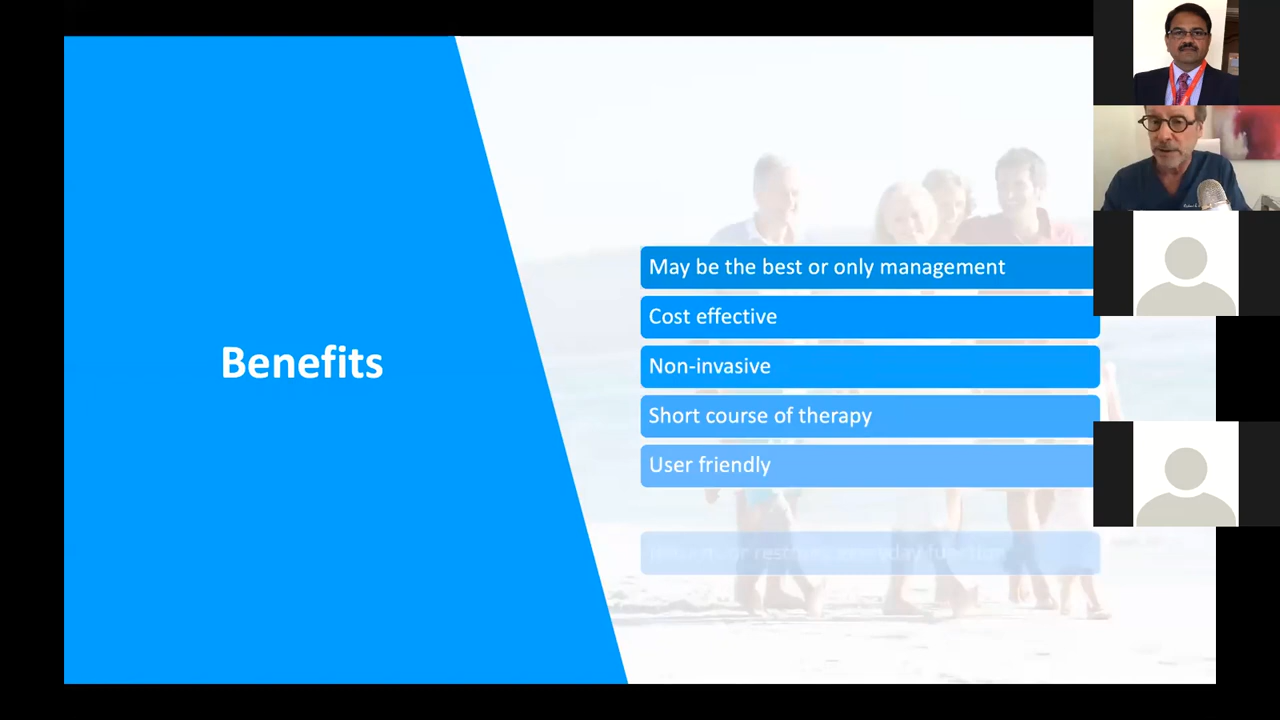 Benefits
May be the best or only management
Cost effective
Non-invasive
Short course of therapy
User friendly